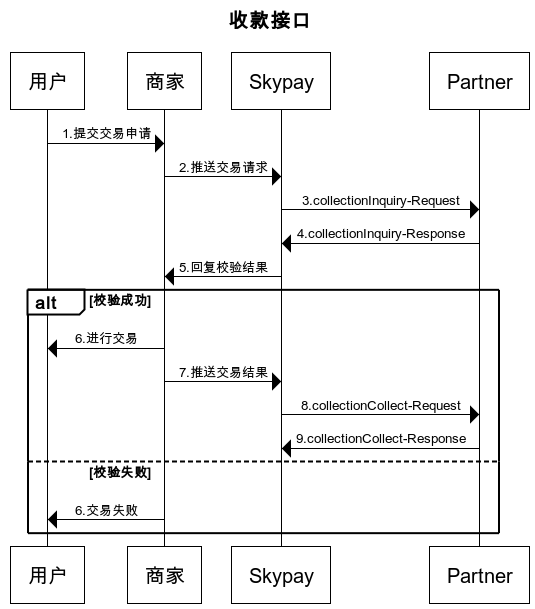 收款接口
用户 商家 Skypay Partner
1.提交交易申请
2.推送交易请求
3.collectionInquiry-Request
4.collectionInquiry-Response
5.回复校验结果
alt [校验成功]
6.进行交易
7.推送交易结果
8.collectionCollect-Request
9.collectionCollect-Response
[校验失败]
6.交易失败
用户 商家 Skypay Partner